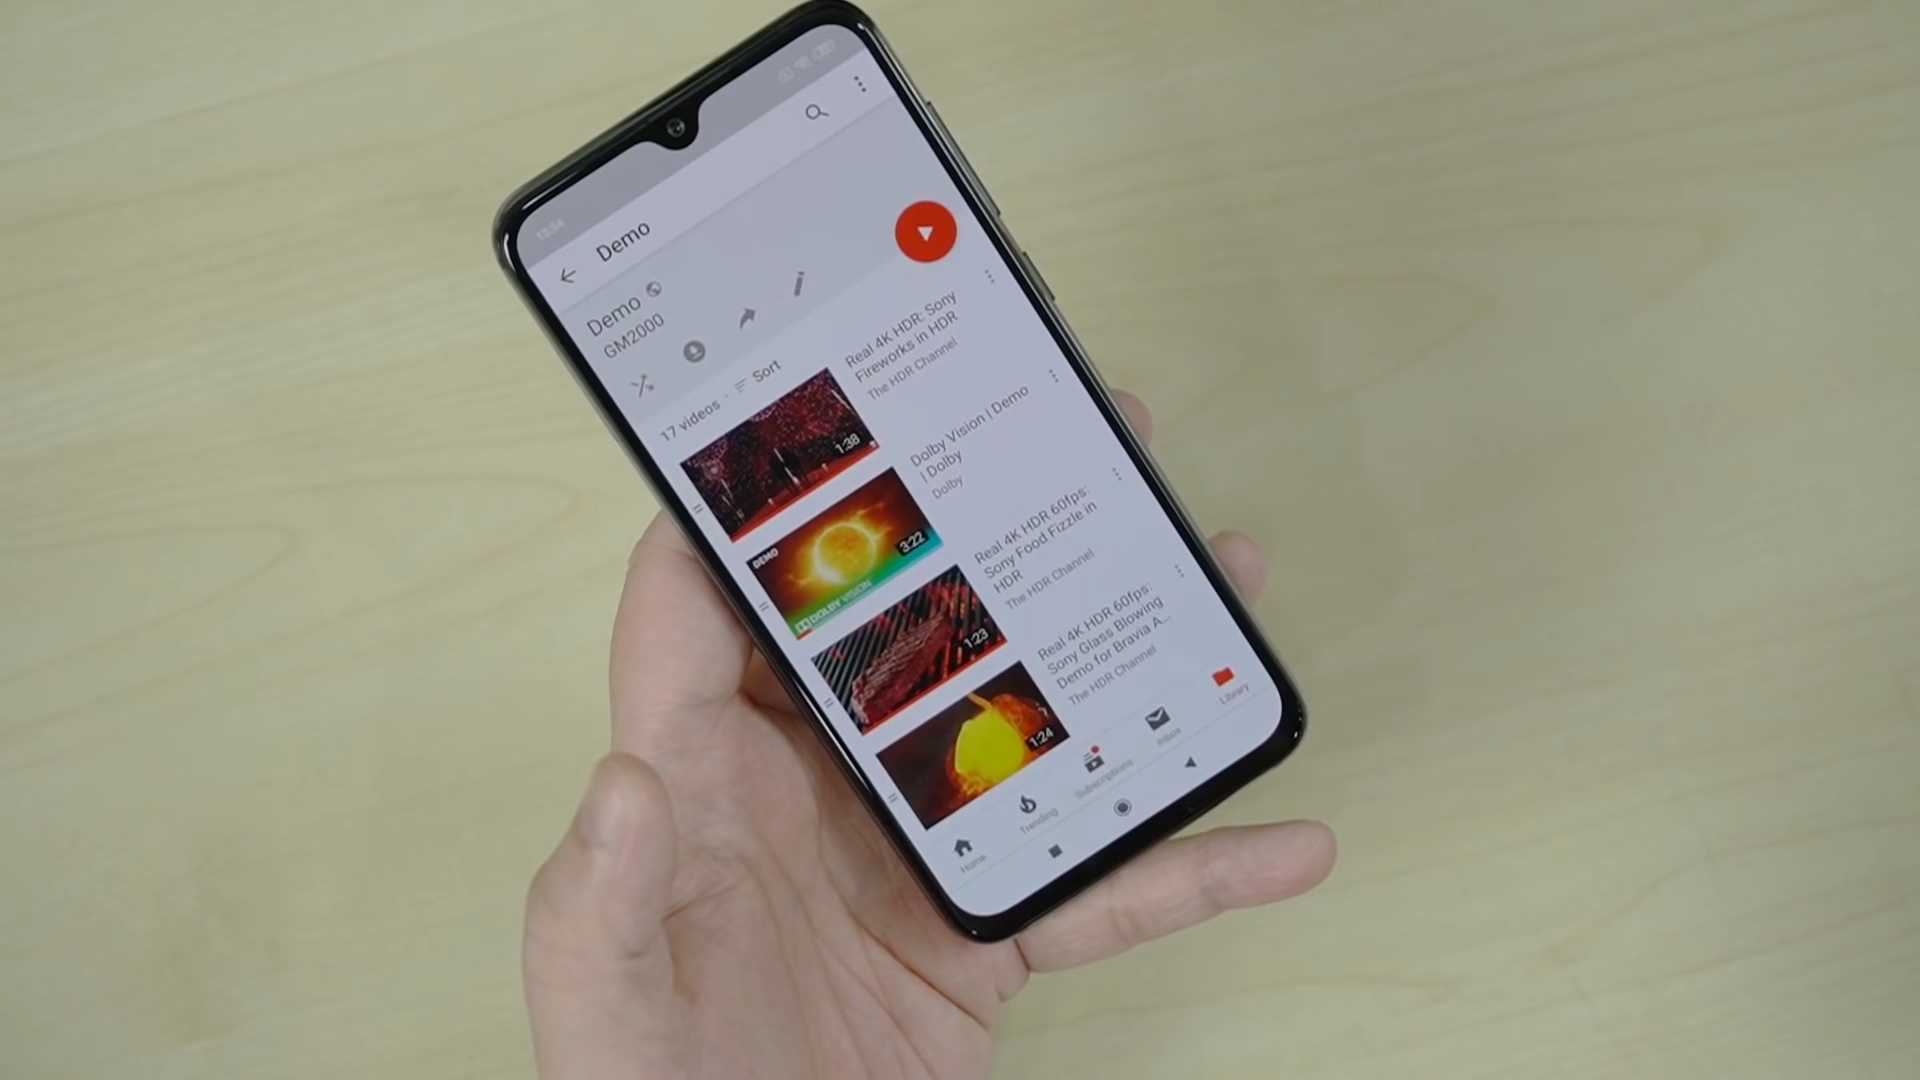 12:54
Demo
Demo
GM2000
17 videos · Sort
Real 4K HDR: Sony
Fireworks in HDR
The HDR Channel
1:38
Dolby Vision | Demo
| Dolby
Dolby
DEMO
3:22
DOLBY VISION
Real 4K HDR 60fps:
Sony Food Fizzle in
HDR
The HDR Channel
1:23
Real 4K HDR 60fps:
Sony Glass Blowing
Demo for Bravia A...
The HDR Channel
1:24
Home
Trending
Subscriptions
Inbox
Library